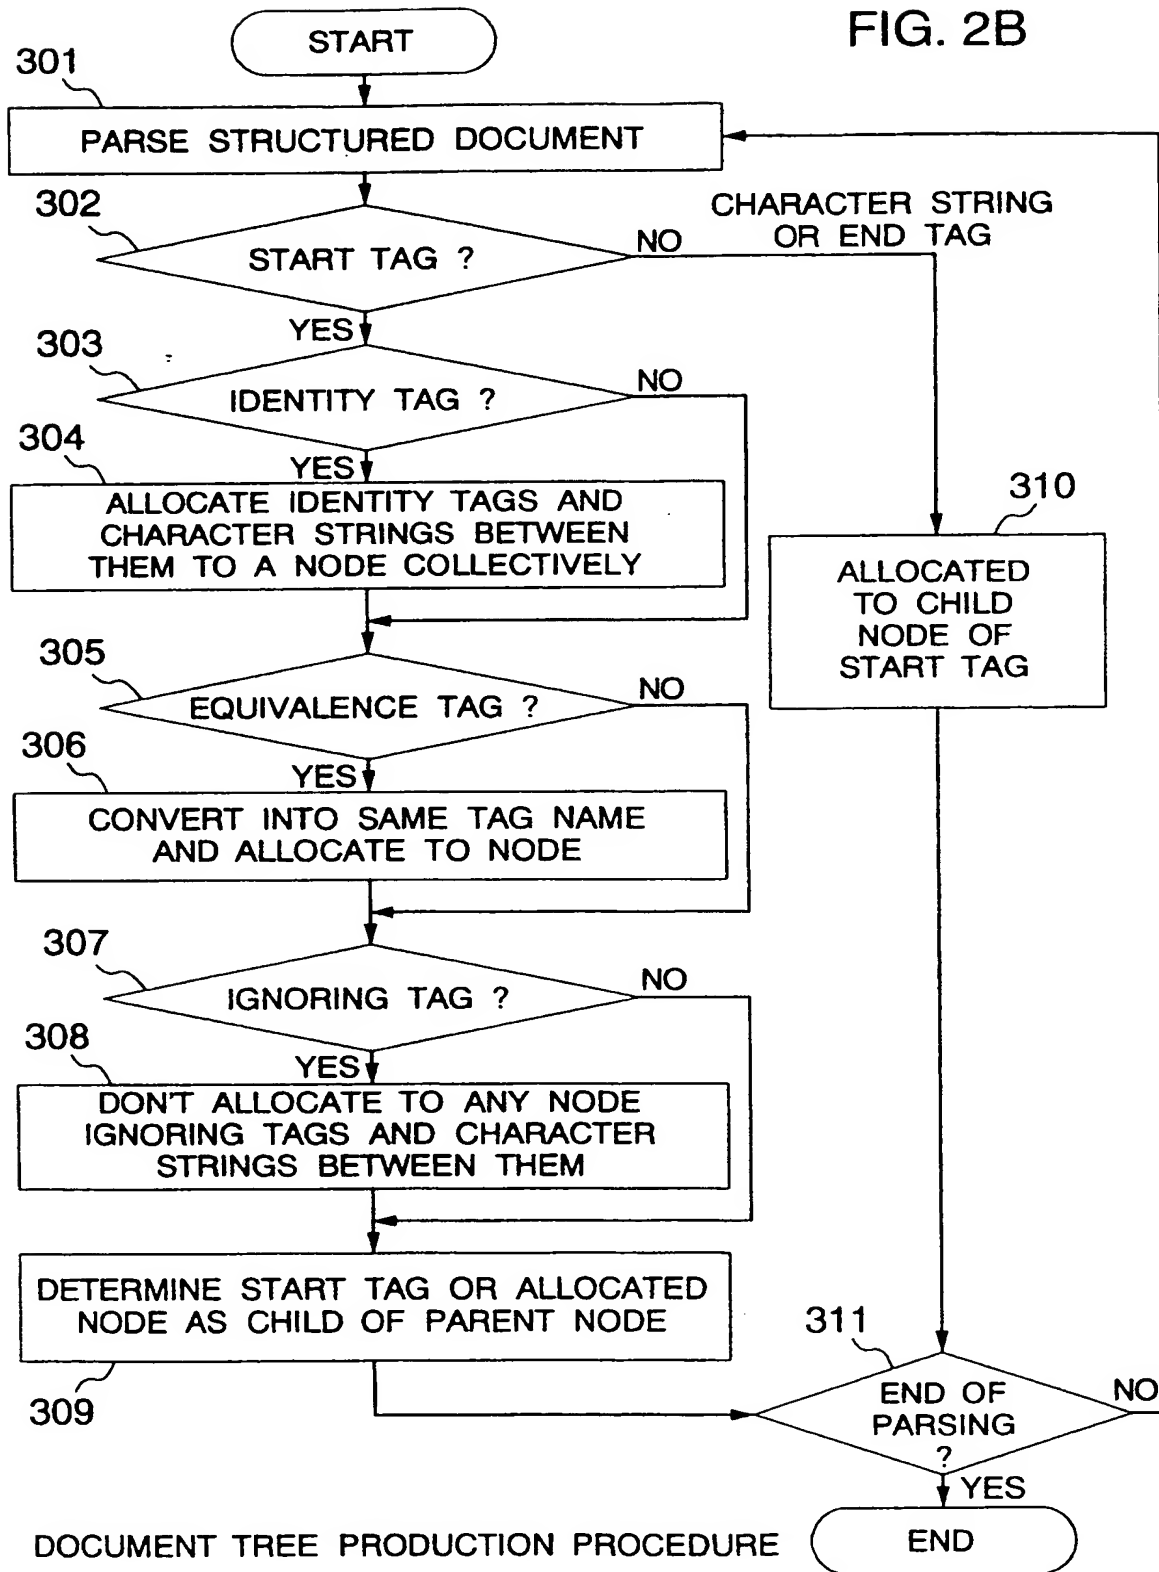 FIG. 2B
START
301
PARSE STRUCTURED DOCUMENT
302
START TAG ?
NO
CHARACTER STRING
OR END TAG
YES
303
IDENTITY TAG ?
NO
YES
304
ALLOCATE IDENTITY TAGS AND
CHARACTER STRINGS BETWEEN
THEM TO A NODE COLLECTIVELY
310
ALLOCATED
TO CHILD
NODE OF
START TAG
305
EQUIVALENCE TAG ?
NO
YES
306
CONVERT INTO SAME TAG NAME
AND ALLOCATE TO NODE
307
IGNORING TAG ?
NO
YES
308
DON'T ALLOCATE TO ANY NODE
IGNORING TAGS AND CHARACTER
STRINGS BETWEEN THEM
DETERMINE START TAG OR ALLOCATED
NODE AS CHILD OF PARENT NODE
309
311
END OF
PARSING
?
NO
YES
END
DOCUMENT TREE PRODUCTION PROCEDURE